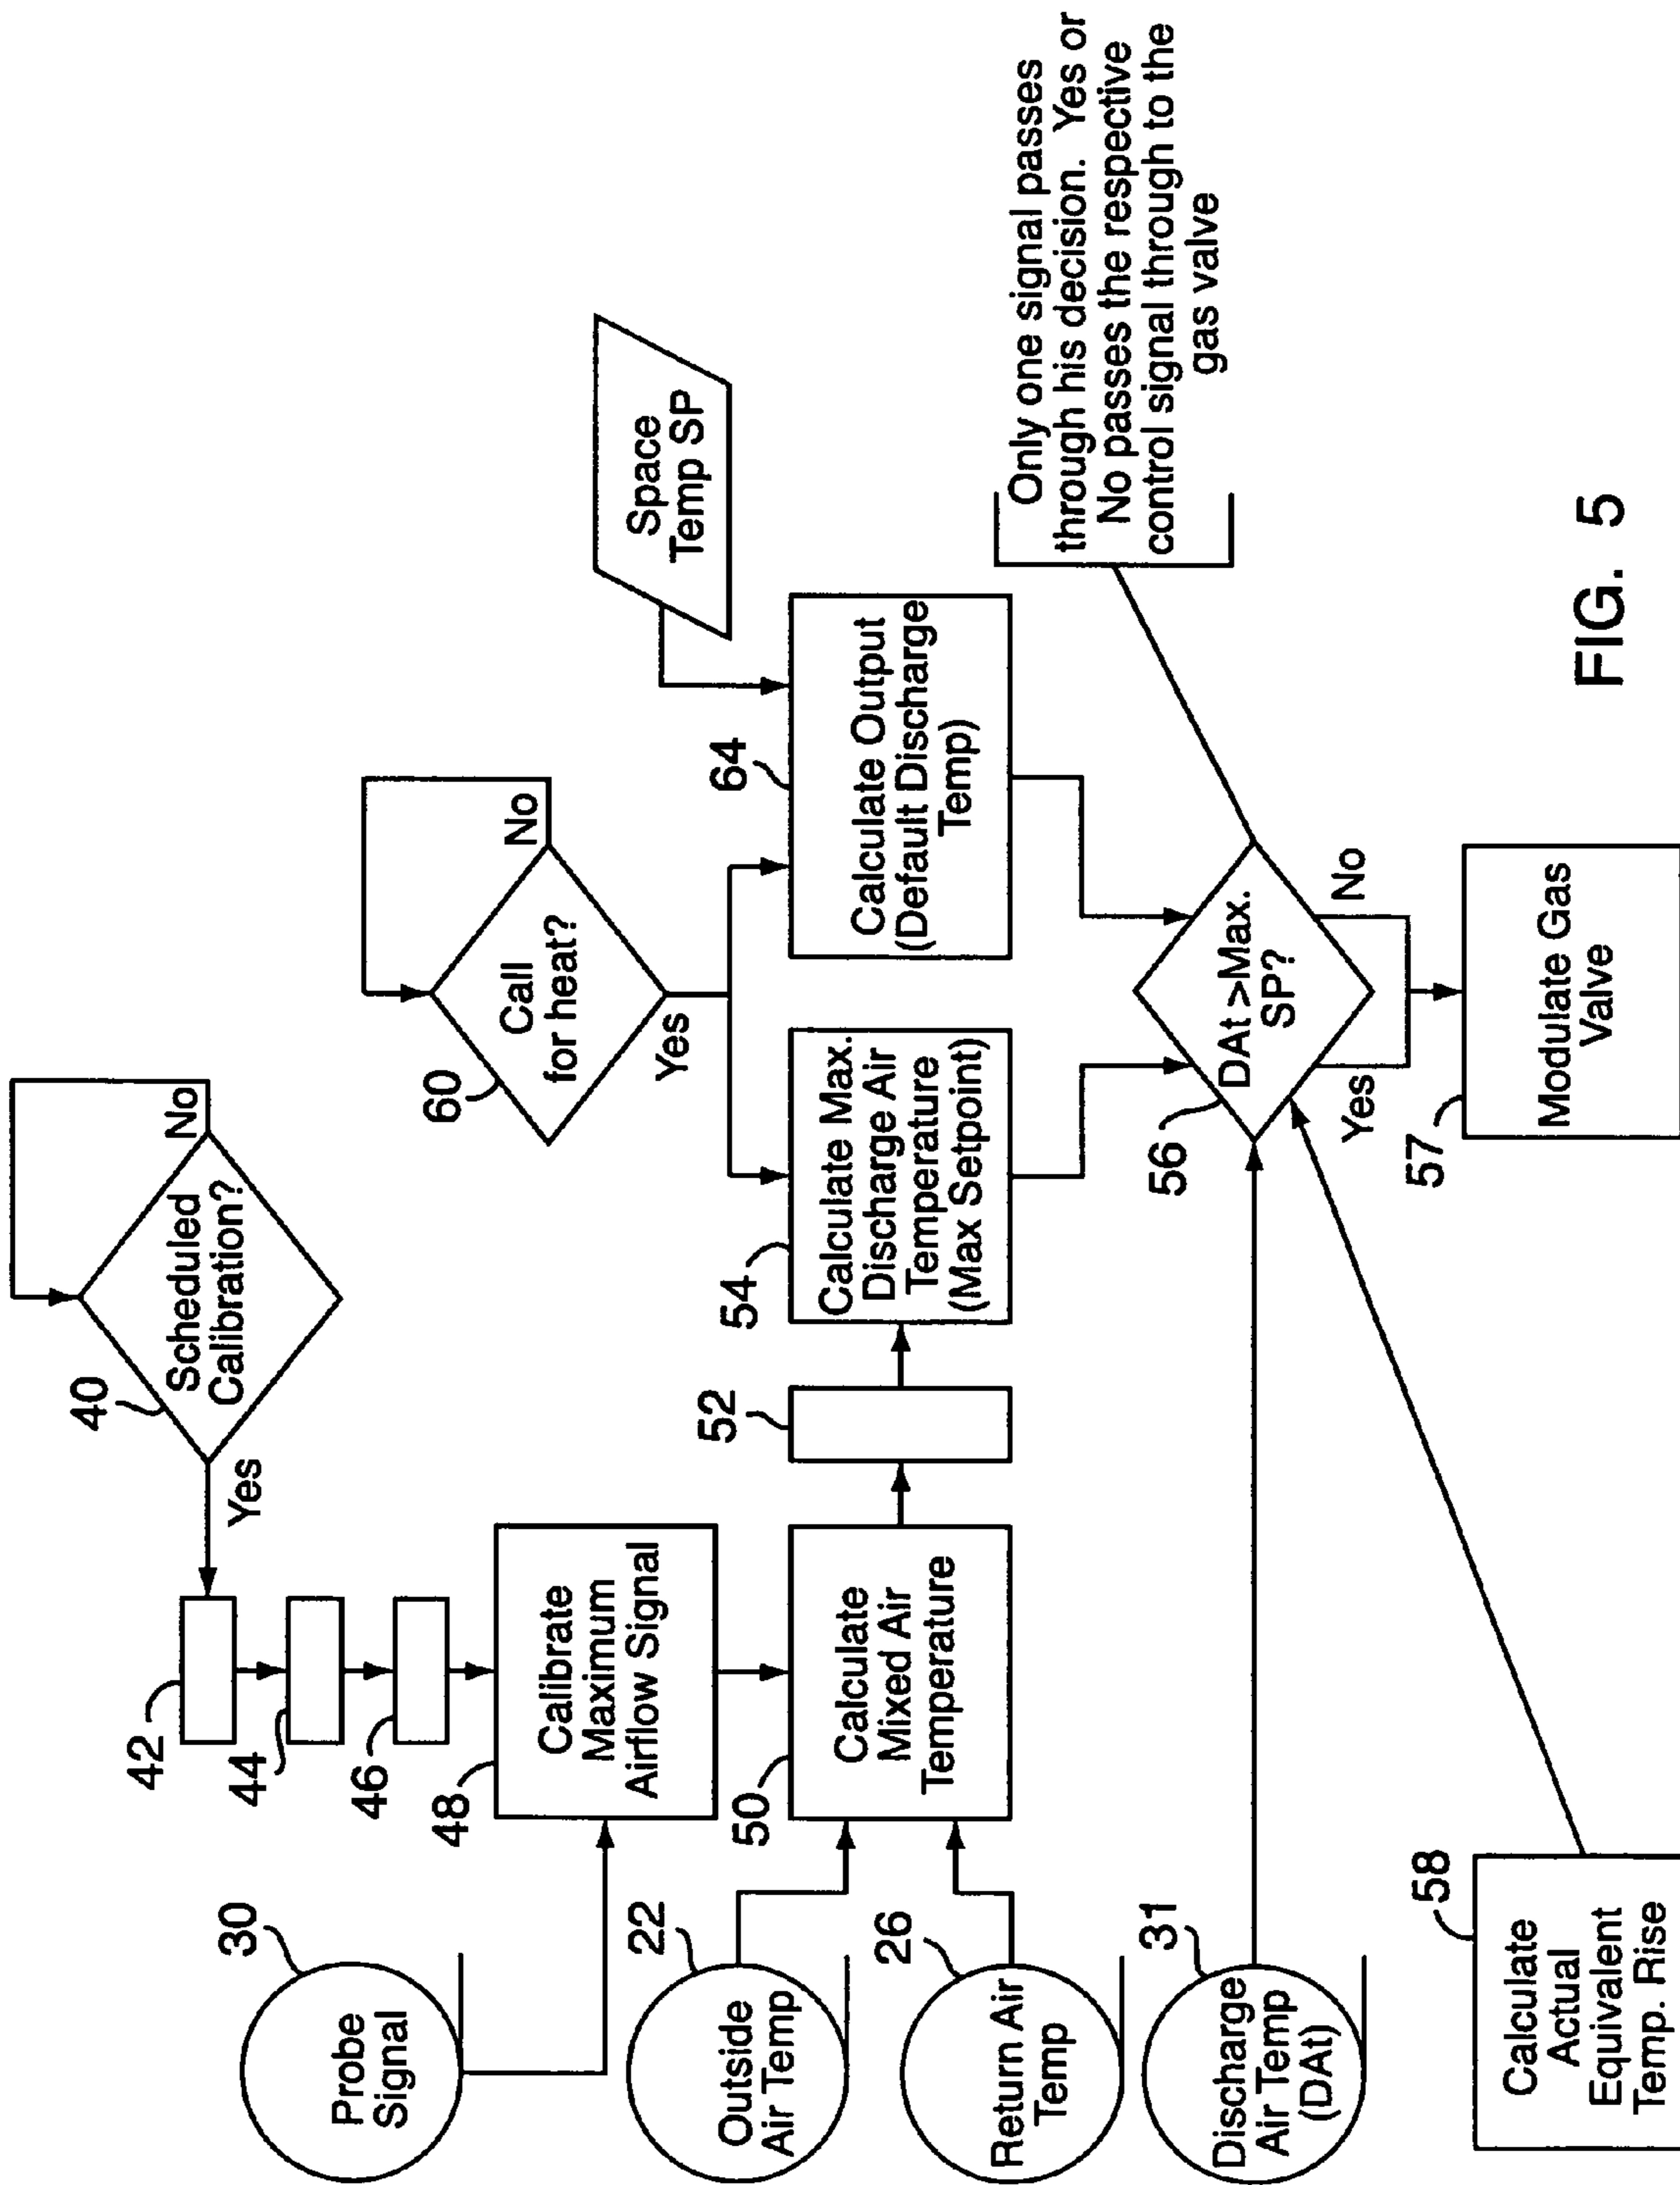 40
Scheduled
Calibration?
No
Yes
42
44
46
30
Probe
Signal
48
Calibrate
Maximum
Airflow Signal
60
Call
for heat?
No
Yes
Space
Temp SP
22
Outside
Air Temp
26
Return Air
Temp
50
Calculate
Mixed Air
Temperature
52
54
Calculate Max.
Discharge Air
Temperature
(Max Setpoint)
64
Calculate Output
(Default Discharge
Temp)
31
Discharge
Air Temp
(DAt)
56
DAt >Max.
SP?
Yes
No
Only one signal passes
through his decision. Yes or
No passes the respective
control signal through to the
gas valve
58
Calculate
Actual
Equivalent
Temp. Rise
57
Modulate Gas
Valve
FIG. 5